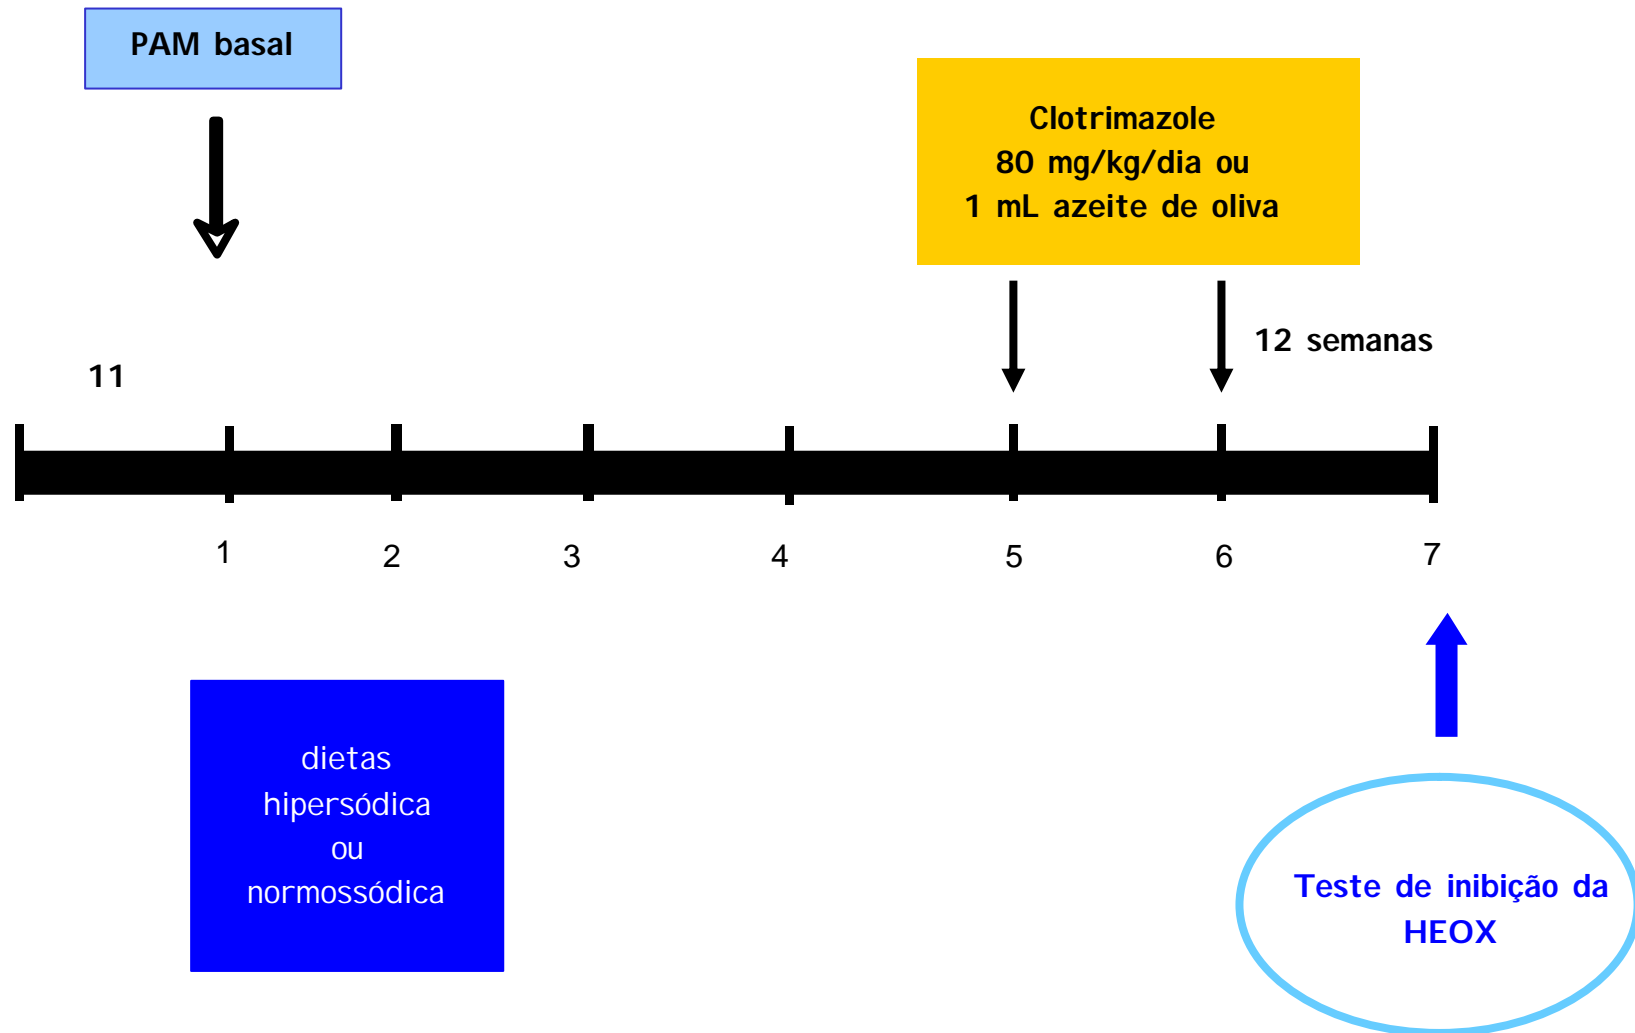 PAM basal
Clotrimazole
80 mg/kg/dia ou
1 mL azeite de oliva
12 semanas
11
1 2 3 4 5 6 7
dietas
hipersódica
ou
normossódica
Teste de inibição da
HEOX